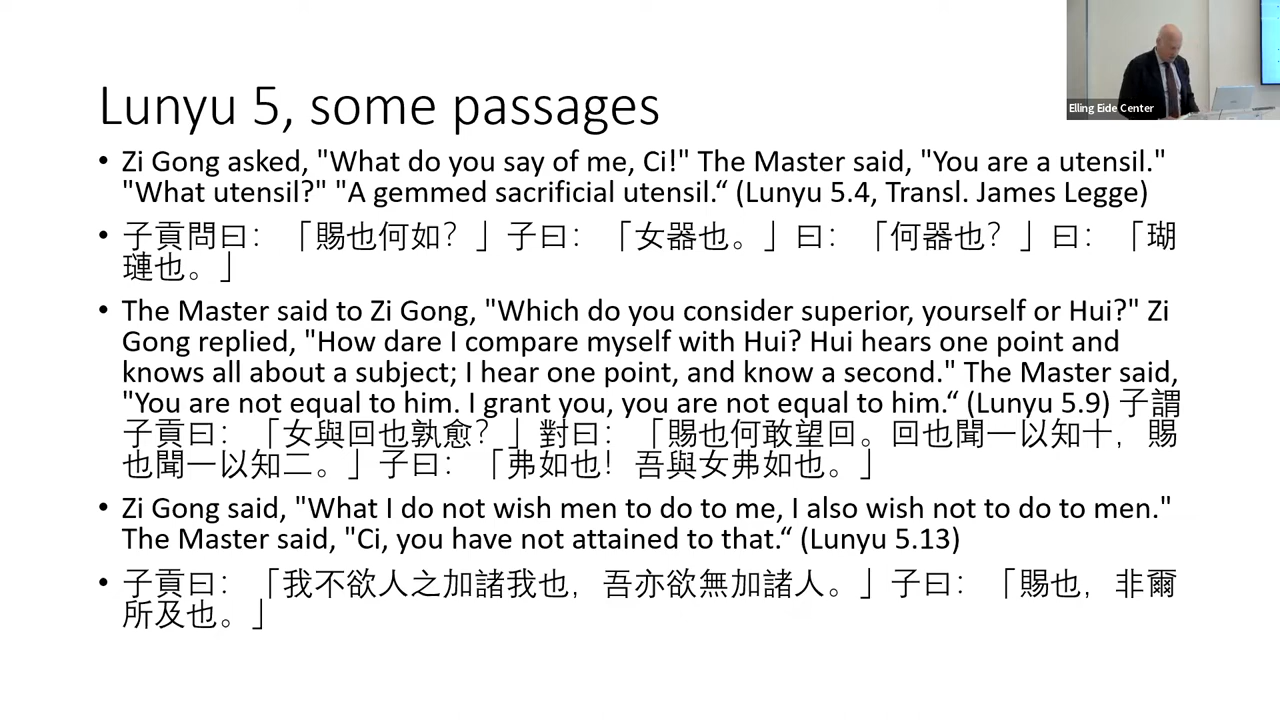 Elling Eide Center
Lunyu 5, some passages
• Zi Gong asked, "What do you say of me, Ci!" The Master said, "You are a utensil."
"What utensil?" "A gemmed sacrificial utensil.“ (Lunyu 5.4, Transl. James Legge)
• 子貢問曰：「賜也何如？」子曰：「女器也。」曰：「何器也？」曰：「瑚
璉也。」
• The Master said to Zi Gong, "Which do you consider superior, yourself or Hui?" Zi
Gong replied, "How dare I compare myself with Hui? Hui hears one point and
knows all about a subject; I hear one point, and know a second." The Master said,
"You are not equal to him. I grant you, you are not equal to him.“ (Lunyu 5.9) 子謂
子貢曰：「女與回也孰愈？」對曰：「賜也何敢望回。回也聞一以知十，賜
也聞一以知二。」子曰：「弗如也！吾與女弗如也。」
• Zi Gong said, "What I do not wish men to do to me, I also wish not to do to men."
The Master said, "Ci, you have not attained to that.“ (Lunyu 5.13)
• 子貢曰：「我不欲人之加諸我也，吾亦欲無加諸人。」子曰：「賜也，非爾
所及也。」